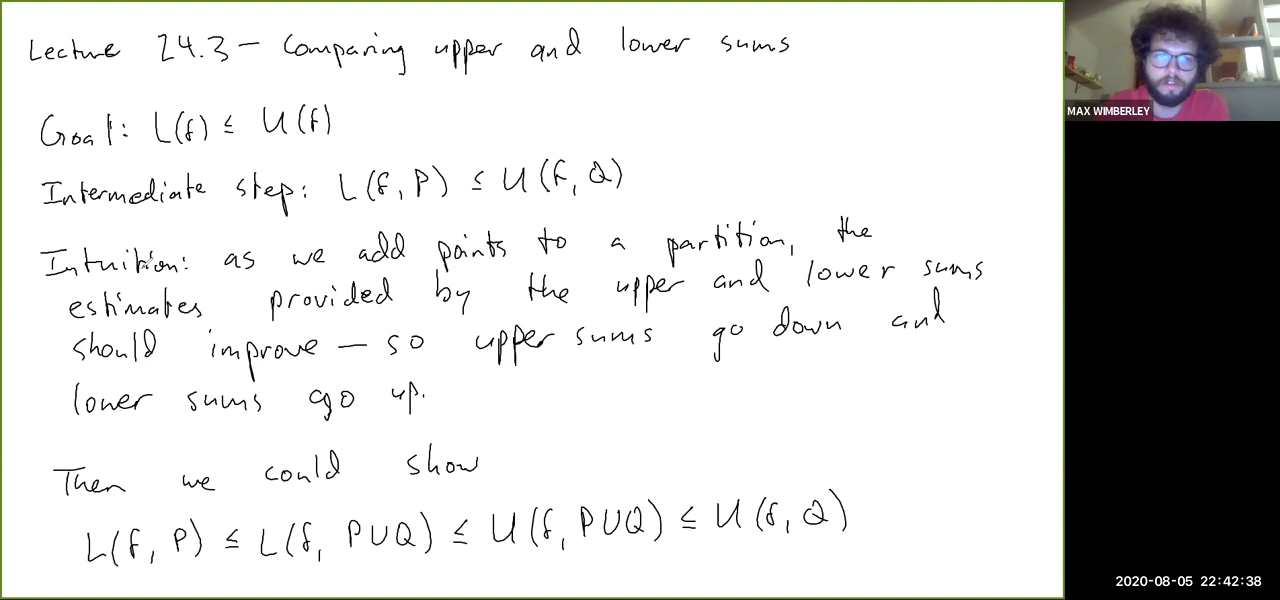 Lecture 24.3 – Comparing upper and lower sums
Goal: L(f) ≤ U(f)
Intermediate step: L(f, P) ≤ U(f, Q)
Intuition: as we add points to a partition, the
estimates provided by the upper and lower sums
should improve – so upper sums go down and
lower sums go up.
Then we could show
L(f, P) ≤ L(f, P∪Q) ≤ U(f, P∪Q) ≤ U(f, Q)
MAX WIMBERLEY
2020-08-05 22:42:38